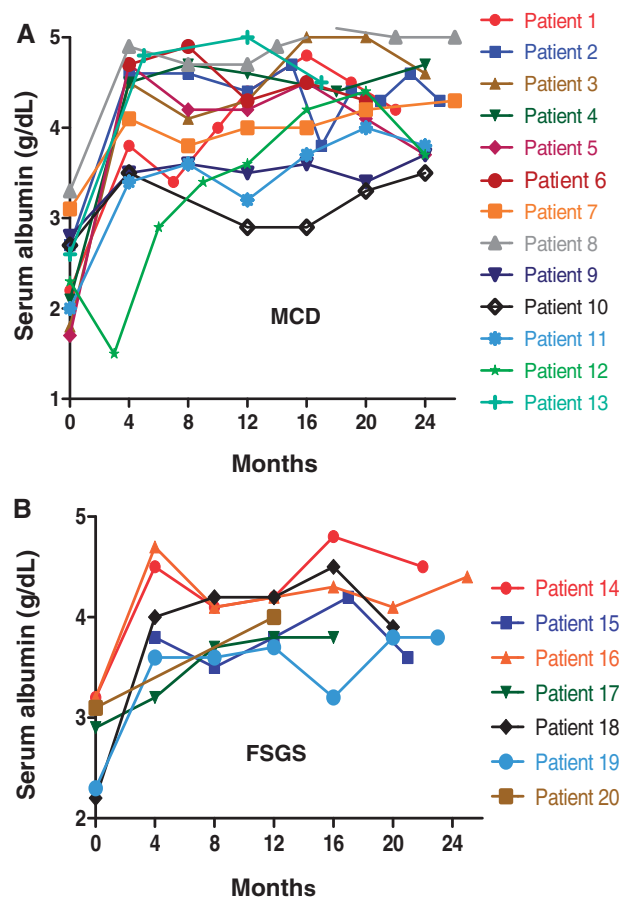 A
Serum albumin (g/dL)
5
4
3
2
1
0
4
8
12
16
20
24
Months
MCD
Patient 1
Patient 2
Patient 3
Patient 4
Patient 5
Patient 6
Patient 7
Patient 8
Patient 9
Patient 10
Patient 11
Patient 12
Patient 13
B
Serum albumin (g/dL)
5
4
3
2
0
4
8
12
16
20
24
Months
FSGS
Patient 14
Patient 15
Patient 16
Patient 17
Patient 18
Patient 19
Patient 20